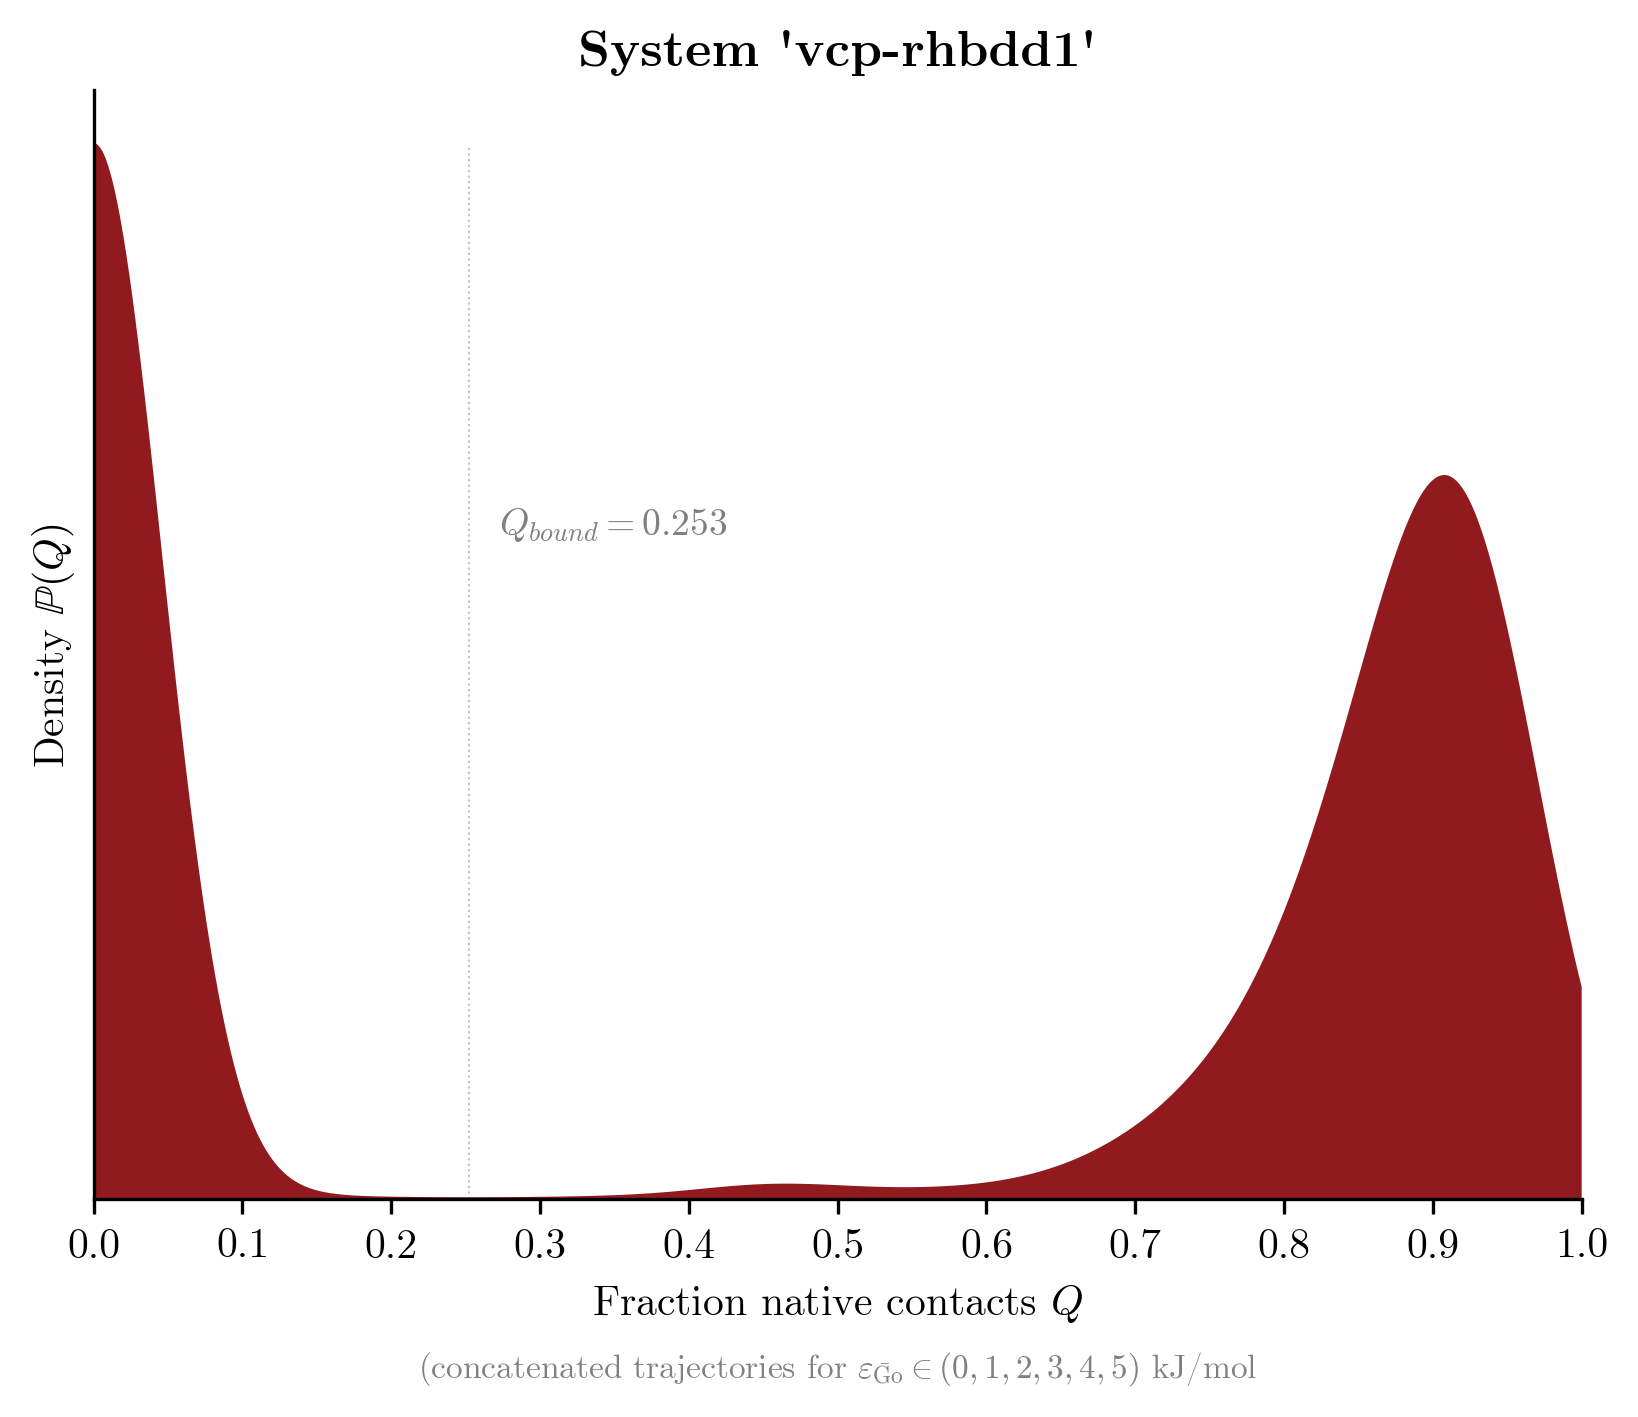 System 'vcp-rhbdd1'
Density ℙ(Q)
Q_bound = 0.253
0.0 0.1 0.2 0.3 0.4 0.5 0.6 0.7 0.8 0.9 1.0
Fraction native contacts Q
(concatenated trajectories for ε_Ḡo ∈ (0, 1, 2, 3, 4, 5) kJ/mol